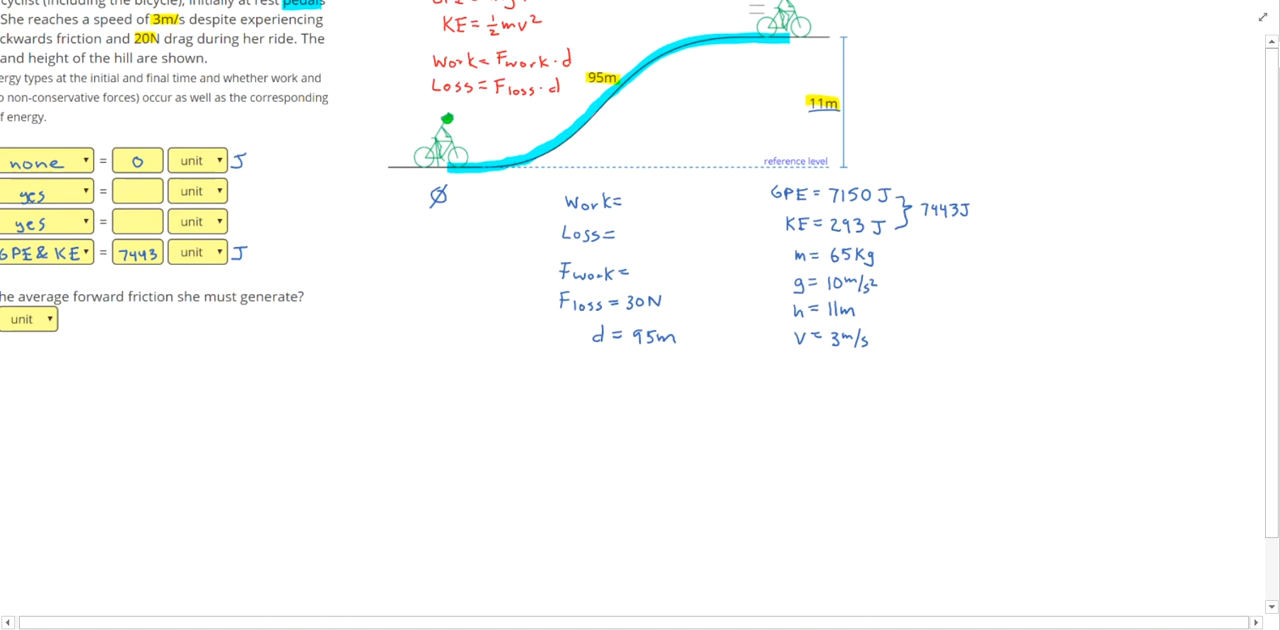 cyclist (including the bicycle), initially at rest pedals
She reaches a speed of 3m/s despite experiencing
ckwards friction and 20N drag during her ride. The
and height of the hill are shown.
ergy types at the initial and final time and whether work and
o non-conservative forces) occur as well as the corresponding
f energy.
none = 0 unit J
yes = unit
yes = unit
GPE & KE = 7443 unit J
he average forward friction she must generate?
unit
KE = ½mv²
Work = Fwork · d
Loss = Floss · d
95m
11m
reference level
Ø
Work =
Loss =
Fwork =
Floss = 30N
d = 95m
GPE = 7150 J
KE = 293 J
} 7443J
m = 65Kg
g = 10m/s²
h = 11m
v = 3m/s